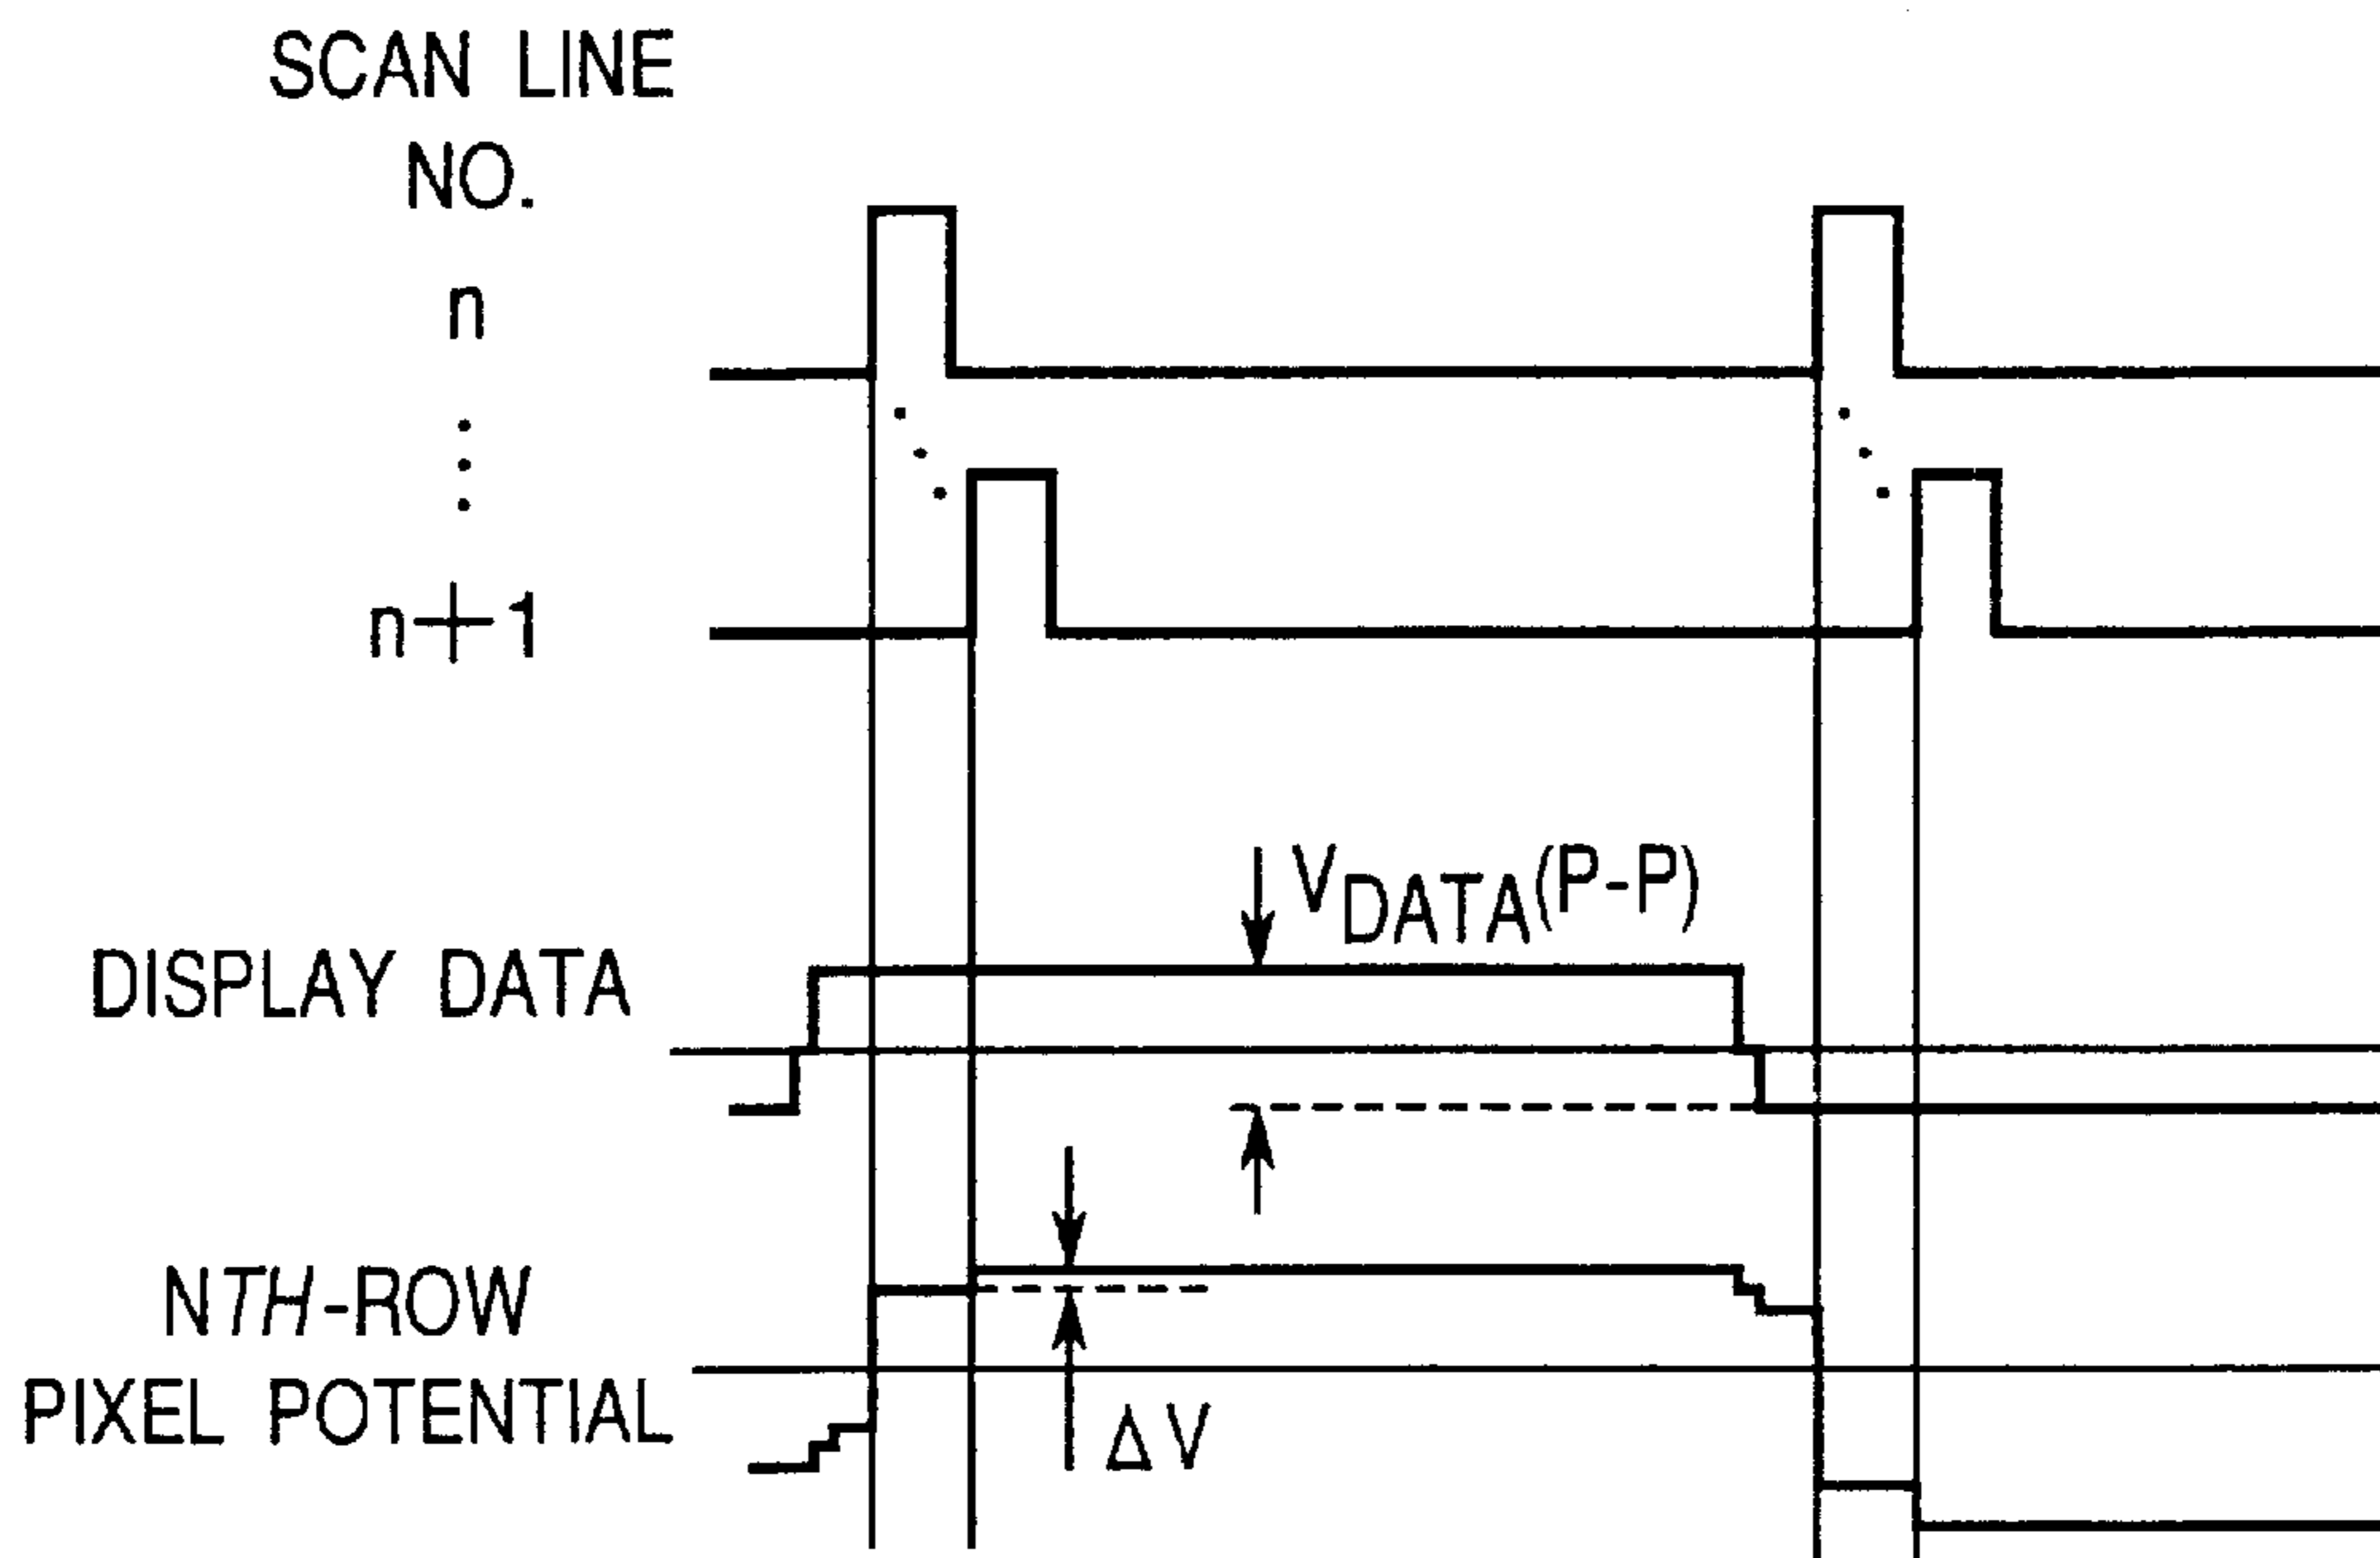 SCAN LINE
NO.
n
n+1
VDATA(P-P)
DISPLAY DATA
NTH-ROW
PIXEL POTENTIAL
ΔV